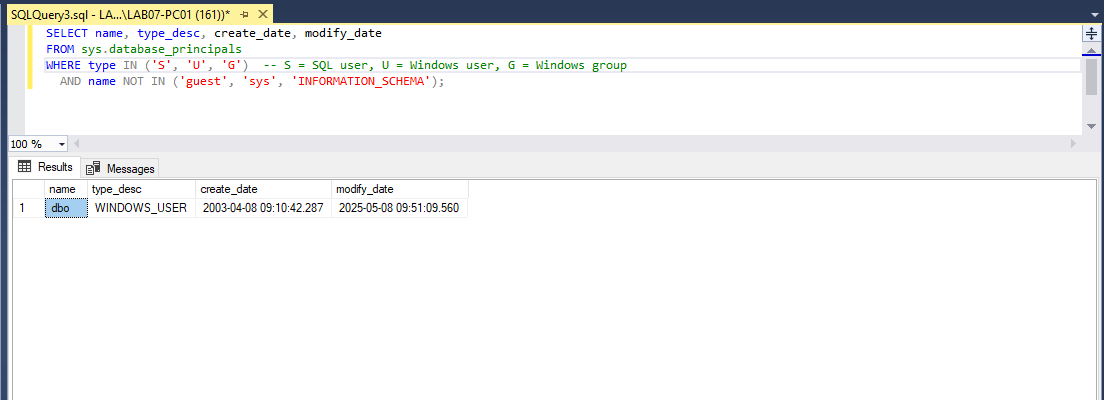 SQLQuery3.sql - LA...\LAB07-PC01 (161))*
SELECT name, type_desc, create_date, modify_date
FROM sys.database_principals
WHERE type IN ('S', 'U', 'G')  -- S = SQL user, U = Windows user, G = Windows group
  AND name NOT IN ('guest', 'sys', 'INFORMATION_SCHEMA');
100 %
Results Messages
name type_desc create_date modify_date
1 dbo WINDOWS_USER 2003-04-08 09:10:42.287 2025-05-08 09:51:09.560